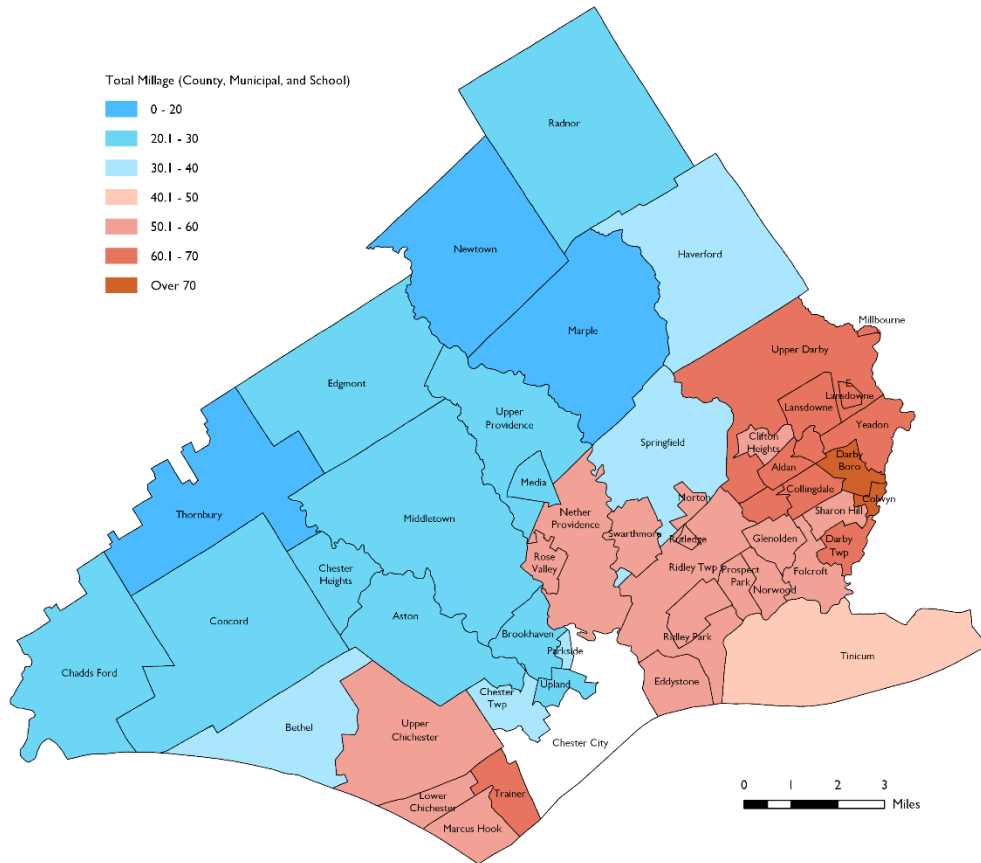 Total Millage (County, Municipal, and School)
0 - 20
20.1 - 30
30.1 - 40
40.1 - 50
50.1 - 60
60.1 - 70
Over 70
Radnor
Newtown
Haverford
Marple
Millbourne
Upper Darby
Edgmont
E
Lansdowne
Lansdowne
Upper
Providence
Yeadon
Springfield
Clifton
Heights
Darby
Boro
Aldan
Media
Collingdale
Colwyn
Morton
Sharon Hill
Thornbury
Middletown
Nether
Providence
Swarthmore
Rutledge
Glenolden
Darby
Twp
Rose
Valley
Ridley Twp
Prospect
Park
Folcroft
Chester
Heights
Norwood
Concord
Aston
Brookhaven
Ridley Park
Parkside
Tinicum
Chadds Ford
Eddystone
Upland
Chester
Twp
Bethel
Upper
Chichester
Chester City
Trainer
Lower
Chichester
Marcus Hook
0 1 2 3
Miles